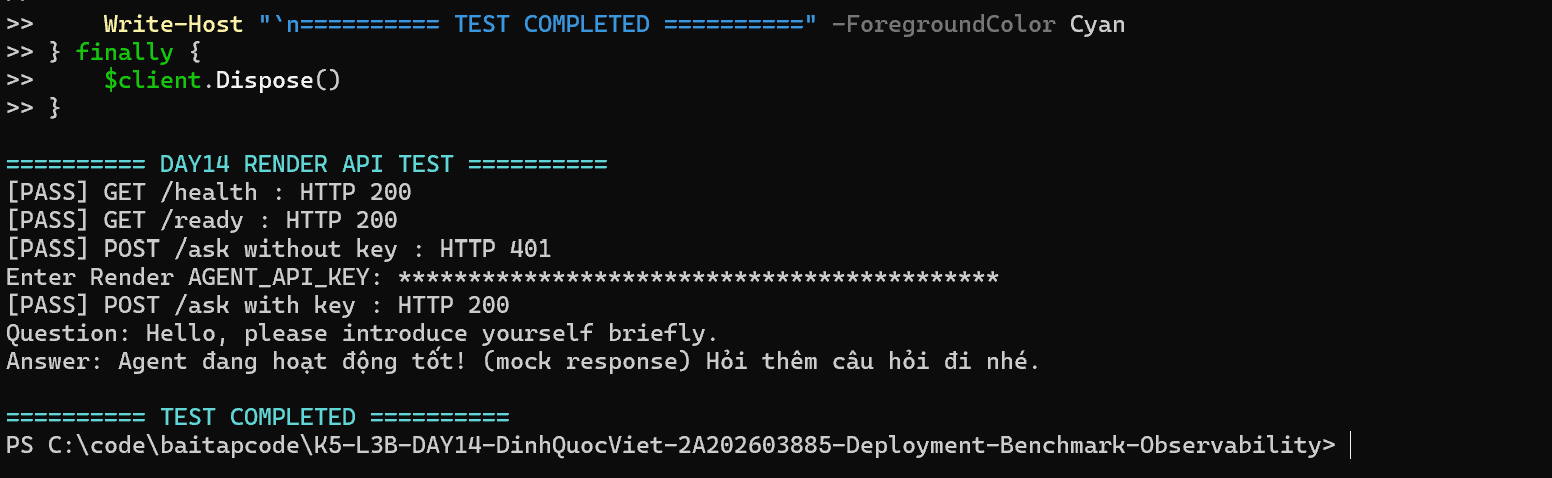 >>     Write-Host "`n========== TEST COMPLETED ==========" -ForegroundColor Cyan
>> } finally {
>>     $client.Dispose()
>> }

========== DAY14 RENDER API TEST ==========
[PASS] GET /health : HTTP 200
[PASS] GET /ready : HTTP 200
[PASS] POST /ask without key : HTTP 401
Enter Render AGENT_API_KEY: *******************************************
[PASS] POST /ask with key : HTTP 200
Question: Hello, please introduce yourself briefly.
Answer: Agent đang hoạt động tốt! (mock response) Hỏi thêm câu hỏi đi nhé.

========== TEST COMPLETED ==========
PS C:\code\baitapcode\K5-L3B-DAY14-DinhQuocViet-2A202603885-Deployment-Benchmark-Observability>